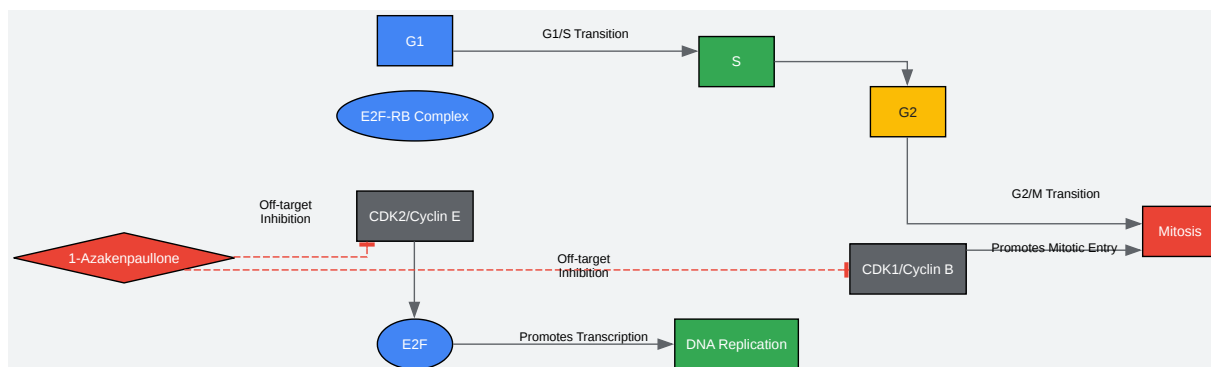 G1
G1/S Transition
S
E2F-RB Complex
G2
Off-target
Inhibition
CDK2/Cyclin E
G2/M Transition
Mitosis
1-Azakenpaullone
Off-target
Inhibition
CDK1/Cyclin B
Promotes Mitotic Entry
E2F
Promotes Transcription
DNA Replication